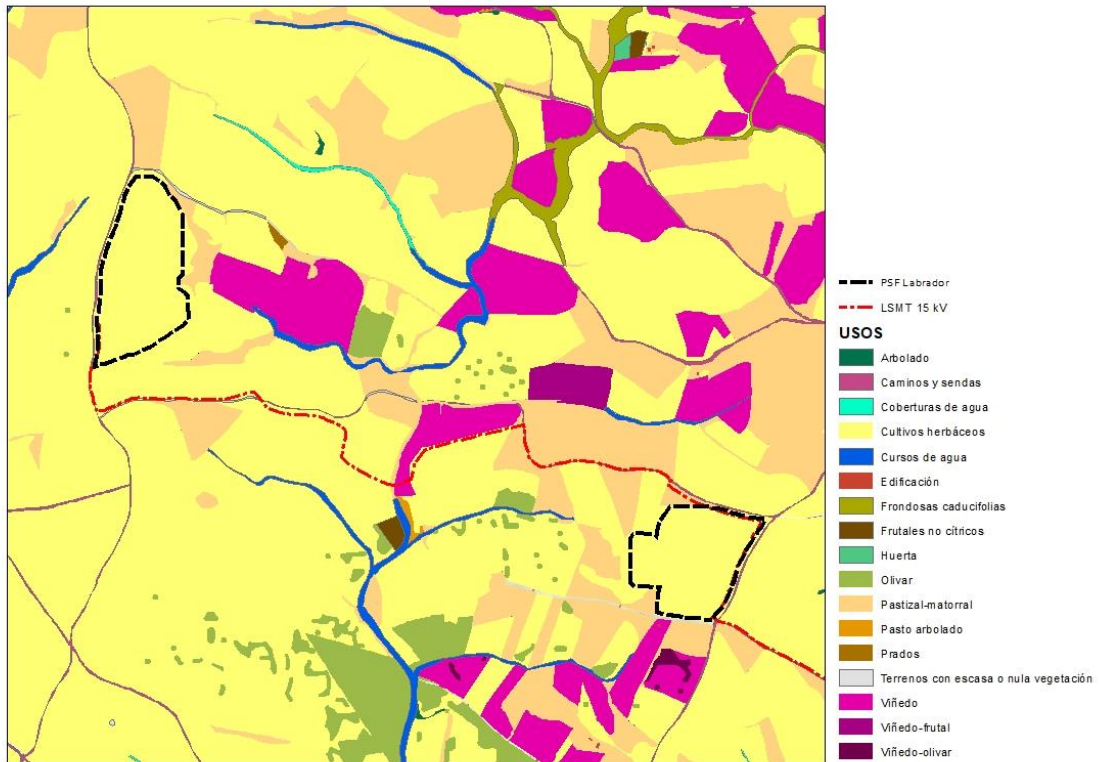 PSF Labrador
LSMT 15 kV
USOS
Arbolado
Caminos y sendas
Coberturas de agua
Cultivos herbáceos
Cursos de agua
Edificación
Frondosas caducifolias
Frutales no cítricos
Huerta
Olivar
Pastizal-matorral
Pasto arbolado
Prados
Terrenos con escasa o nula vegetación
Viñedo
Viñedo-frutal
Viñedo-olivar